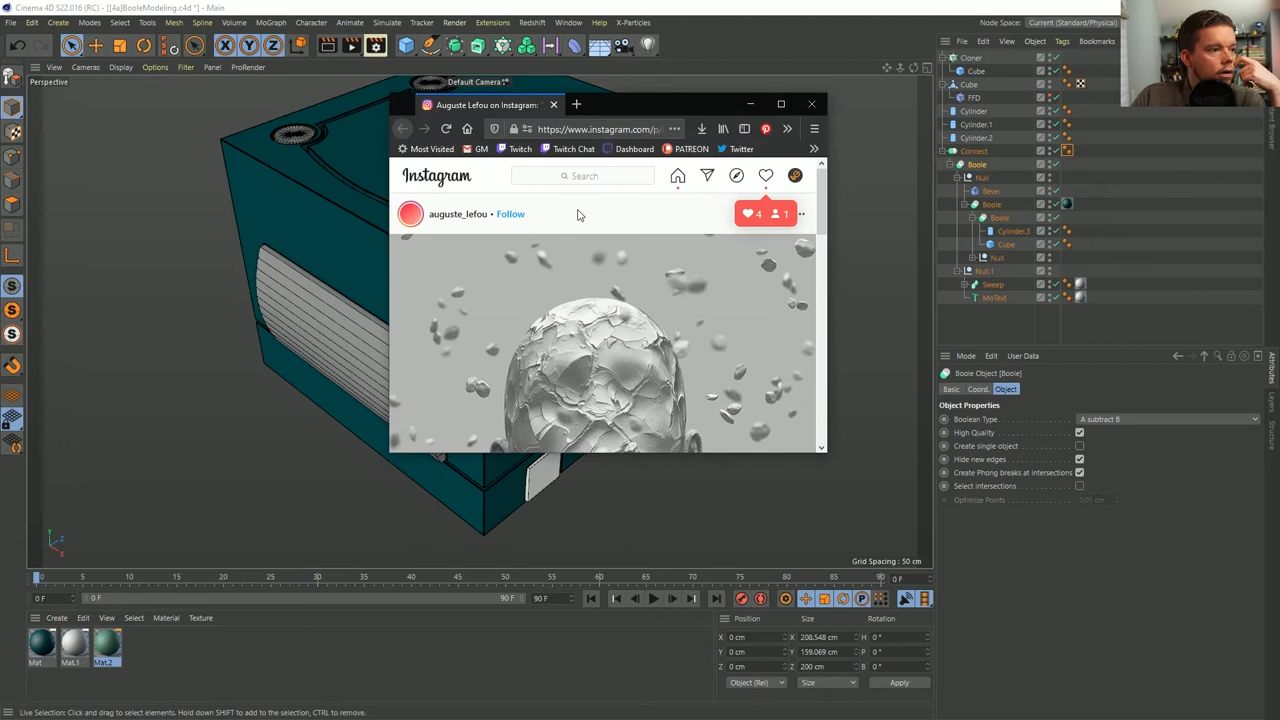 Cinema 4D S22.016 (RC) - [[4a]BooleModeling.c4d *] - Main
File Edit Create Modes Select Tools Mesh Spline Volume MoGraph Character Animate Simulate Tracker Render Extensions Redshift Window Help X-Particles
Node Space: Current (Standard/Physical)
File Edit View Object Tags Bookmarks
View Cameras Display Options Filter Panel ProRender
Perspective
Default Camera
Auguste Lefou on Instagram:
https://www.instagram.com/p/
Most Visited GM Twitch Twitch Chat Dashboard PATREON Twitter
Instagram
Search
auguste_lefou • Follow
4 1
Cloner
Cube
Cube
FFD
Cylinder
Cylinder.1
Cylinder.2
Connect
Boole
Null
Bevel
Boole
Boole
Cylinder.3
Cube
Null
Null.1
Sweep
MoText
Content Browser
Mode Edit User Data
Boole Object [Boole]
Basic Coord. Object
Object Properties
Boolean Type A subtract B
High Quality
Create single object
Hide new edges
Create Phong breaks at intersections
Select intersections
Optimize Points 0.01 cm
Attributes
Layers
Structure
Y Z X
Grid Spacing : 50 cm
0 5 10 15 20 25 30 35 40 45 50 55 60 65 70 75 80 85 90 0 F
0 F 0 F 90 F 90 F
Create Edit View Select Material Texture
Mat Mat.1 Mat.2
Position Size Rotation
X 0 cm X 208.548 cm H 0 °
Y 0 cm Y 159.069 cm P 0 °
Z 0 cm Z 200 cm B 0 °
Object (Rel) Size Apply
Live Selection: Click and drag to select elements. Hold down SHIFT to add to the selection, CTRL to remove.